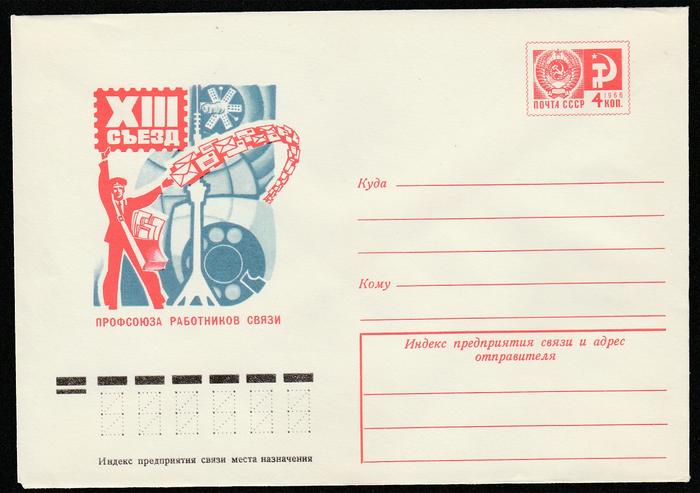 XIII
СЪЕЗД
ПРОФСОЮЗА РАБОТНИКОВ СВЯЗИ
ПОЧТА СССР
1966
4 КОП.
Куда
Кому
Индекс предприятия связи и адрес
отправителя
Индекс предприятия связи места назначения